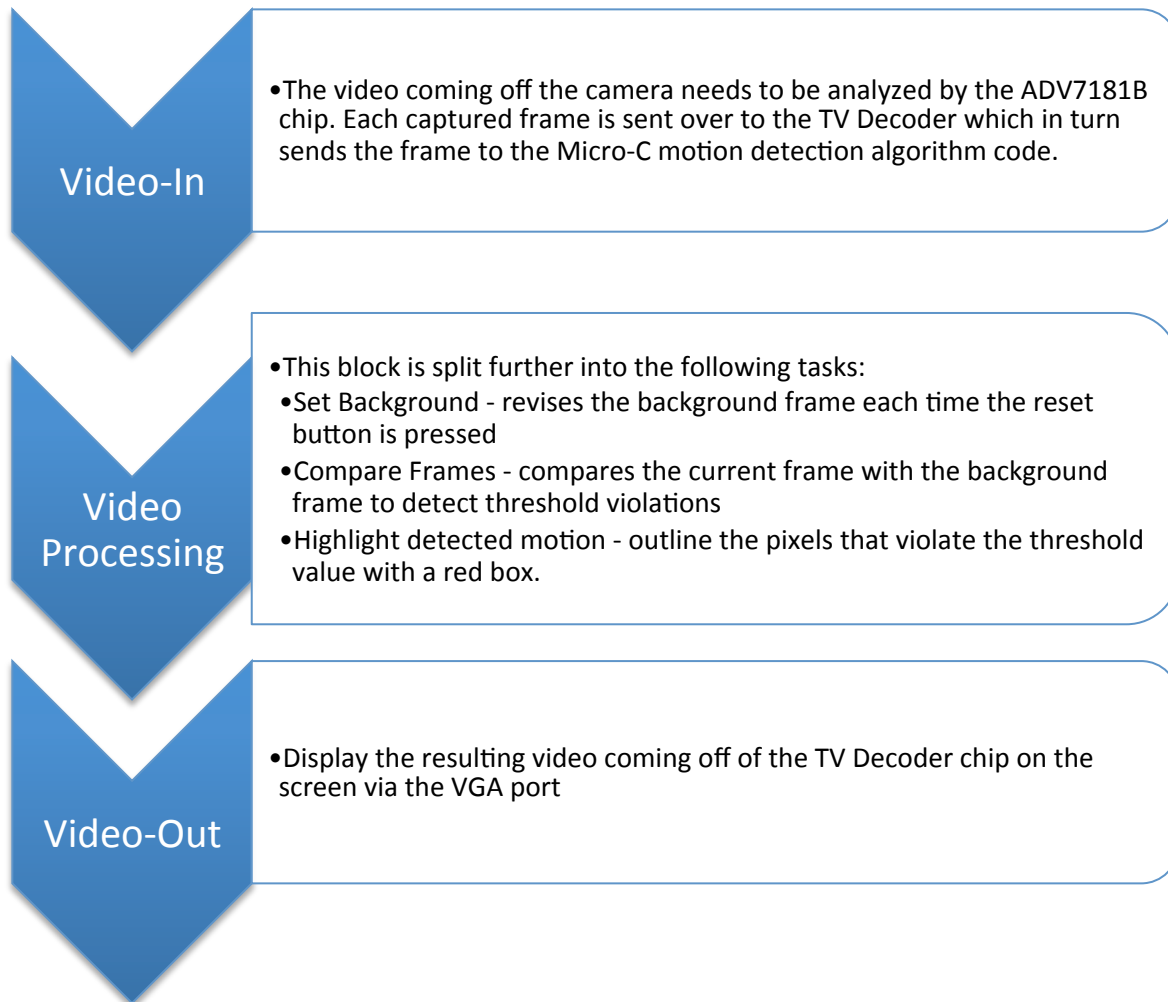 Video-In
•The video coming off the camera needs to be analyzed by the ADV7181B
chip. Each captured frame is sent over to the TV Decoder which in turn
sends the frame to the Micro-C motion detection algorithm code.
Video
Processing
•This block is split further into the following tasks:
•Set Background - revises the background frame each time the reset
button is pressed
•Compare Frames - compares the current frame with the background
frame to detect threshold violations
•Highlight detected motion - outline the pixels that violate the threshold
value with a red box.
Video-Out
•Display the resulting video coming off of the TV Decoder chip on the
screen via the VGA port